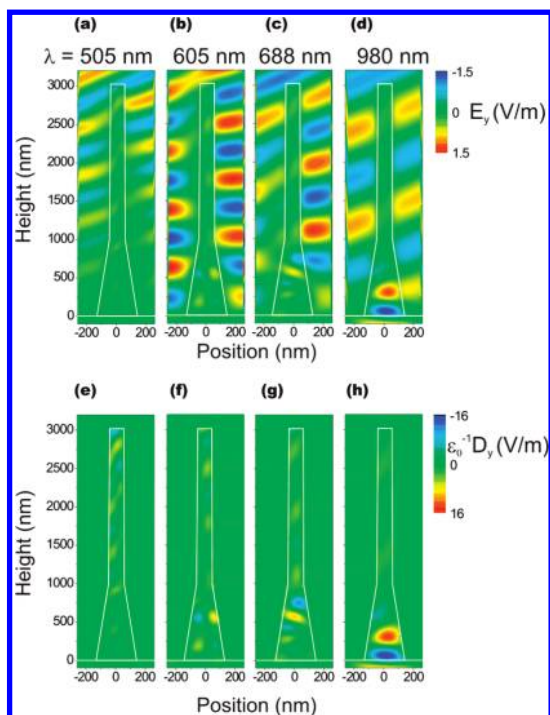 (a) (b) (c) (d)
λ = 505 nm 605 nm 688 nm 980 nm
3000
2500
2000
1500
1000
500
0
Height (nm)
-200 0 200 -200 0 200 -200 0 200 -200 0 200
Position (nm)
-1.5
0
1.5
E_y (V/m)
(e) (f) (g) (h)
3000
2500
2000
1500
1000
500
0
Height (nm)
-200 0 200 -200 0 200 -200 0 200 -200 0 200
Position (nm)
-16
0
16
ε₀⁻¹D_y (V/m)